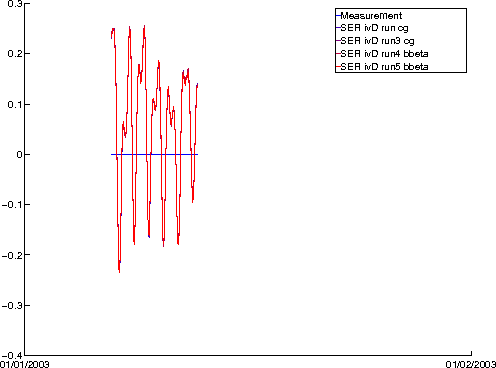 0.3
Measurement
SER ivD run cg
SER ivD run3 cg
SER ivD run4 bbeta
SER ivD run5 bbeta
0.2
0.1
0
−0.1
−0.2
−0.3
−0.4
01/01/2003
01/02/2003